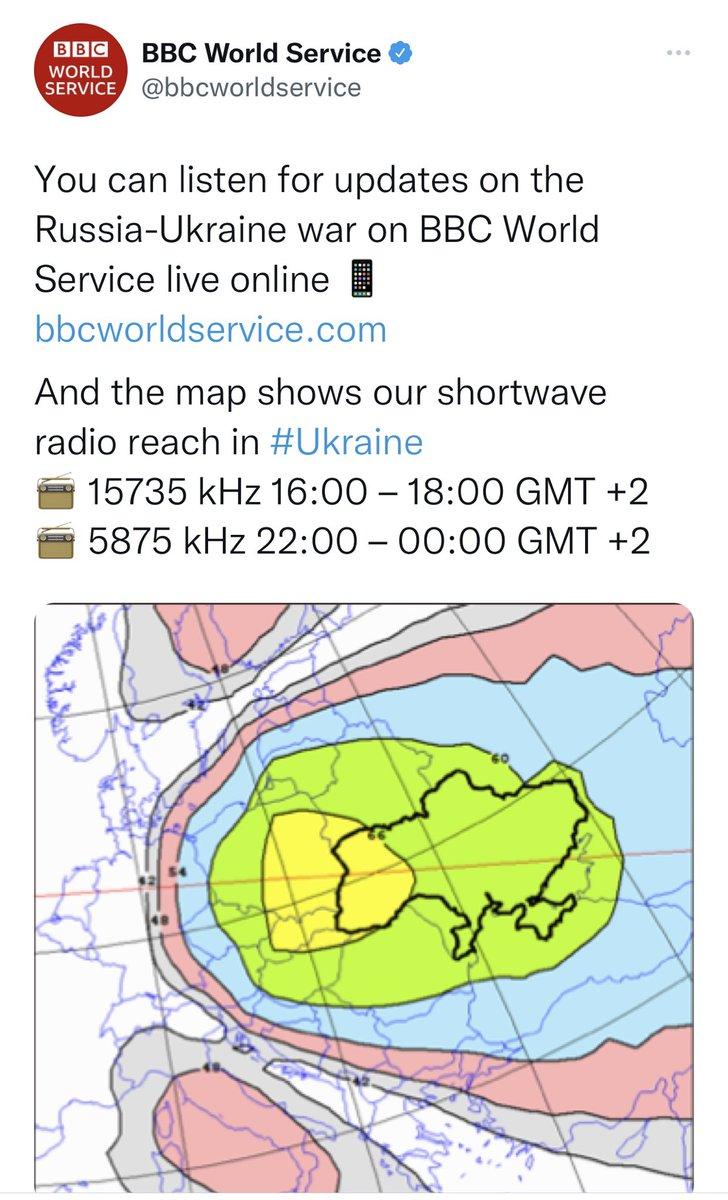 BBC
WORLD
SERVICE
BBC World Service
@bbcworldservice
You can listen for updates on the
Russia-Ukraine war on BBC World
Service live online 📱
bbcworldservice.com
And the map shows our shortwave
radio reach in #Ukraine
📻 15735 kHz 16:00 – 18:00 GMT +2
📻 5875 kHz 22:00 – 00:00 GMT +2
48
42
60
66
54
42
48
48
42